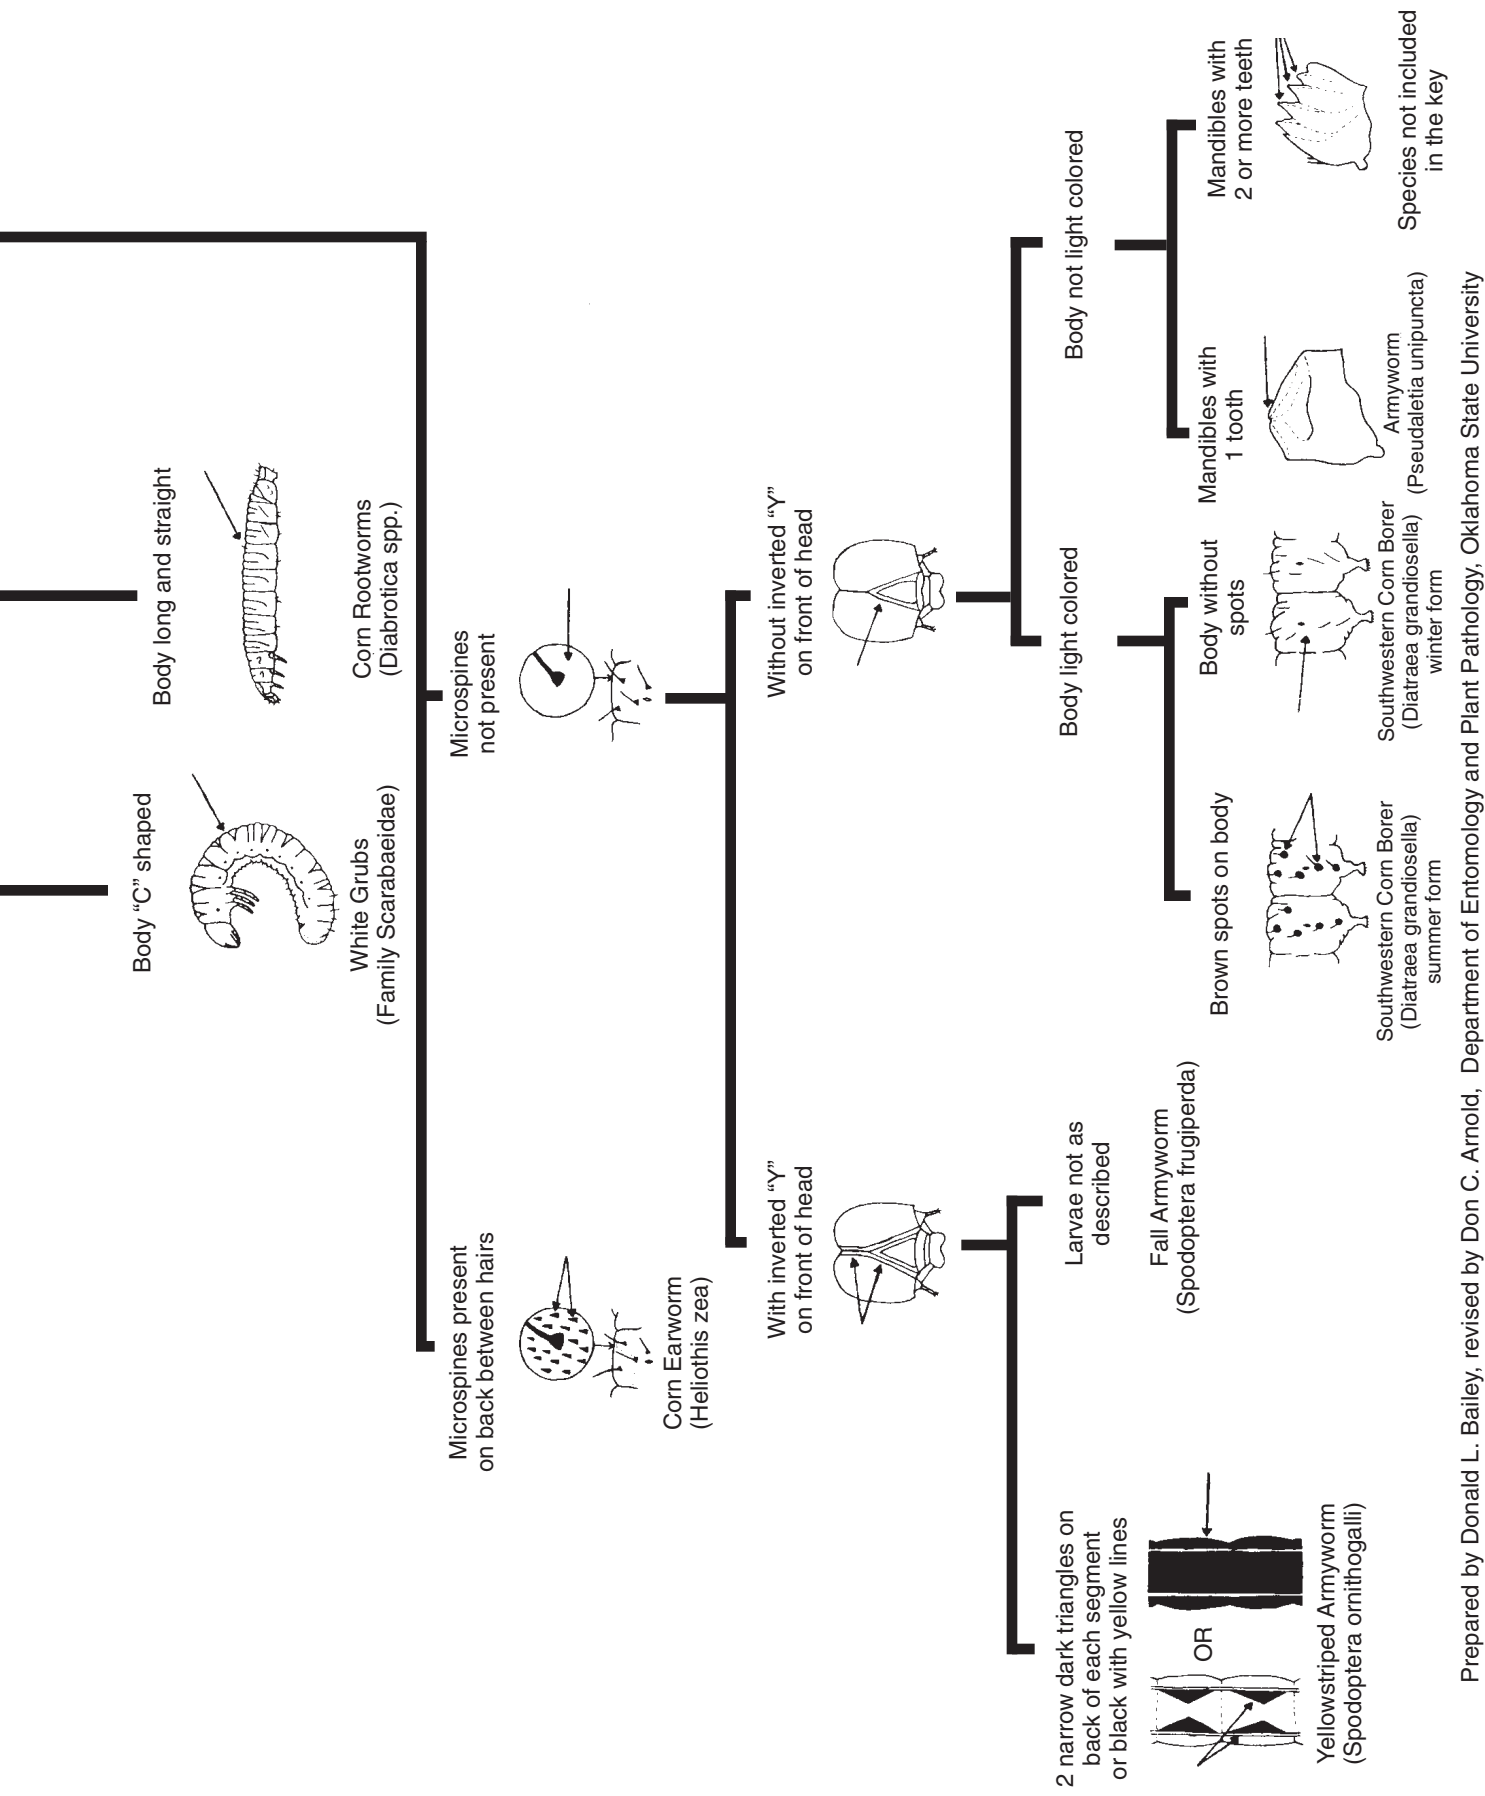 Body “C” shaped
White Grubs
(Family Scarabaeidae)
Body long and straight
Corn Rootworms
(Diabrotica spp.)
Microspines present
on back between hairs
Corn Earworm
(Heliothis zea)
Microspines
not present
With inverted “Y”
on front of head
Without inverted “Y”
on front of head
2 narrow dark triangles on
back of each segment
or black with yellow lines
OR
Yellowstriped Armyworm
(Spodoptera ornithogalli)
Larvae not as
described
Fall Armyworm
(Spodoptera frugiperda)
Body light colored
Body not light colored
Brown spots on body
Southwestern Corn Borer
(Diatraea grandiosella)
summer form
Body without
spots
Southwestern Corn Borer
(Diatraea grandiosella)
winter form
Mandibles with
1 tooth
Armyworm
(Pseudaletia unipuncta)
Mandibles with
2 or more teeth
Species not included
in the key
Prepared by Donald L. Bailey, revised by Don C. Arnold, Department of Entomology and Plant Pathology, Oklahoma State University